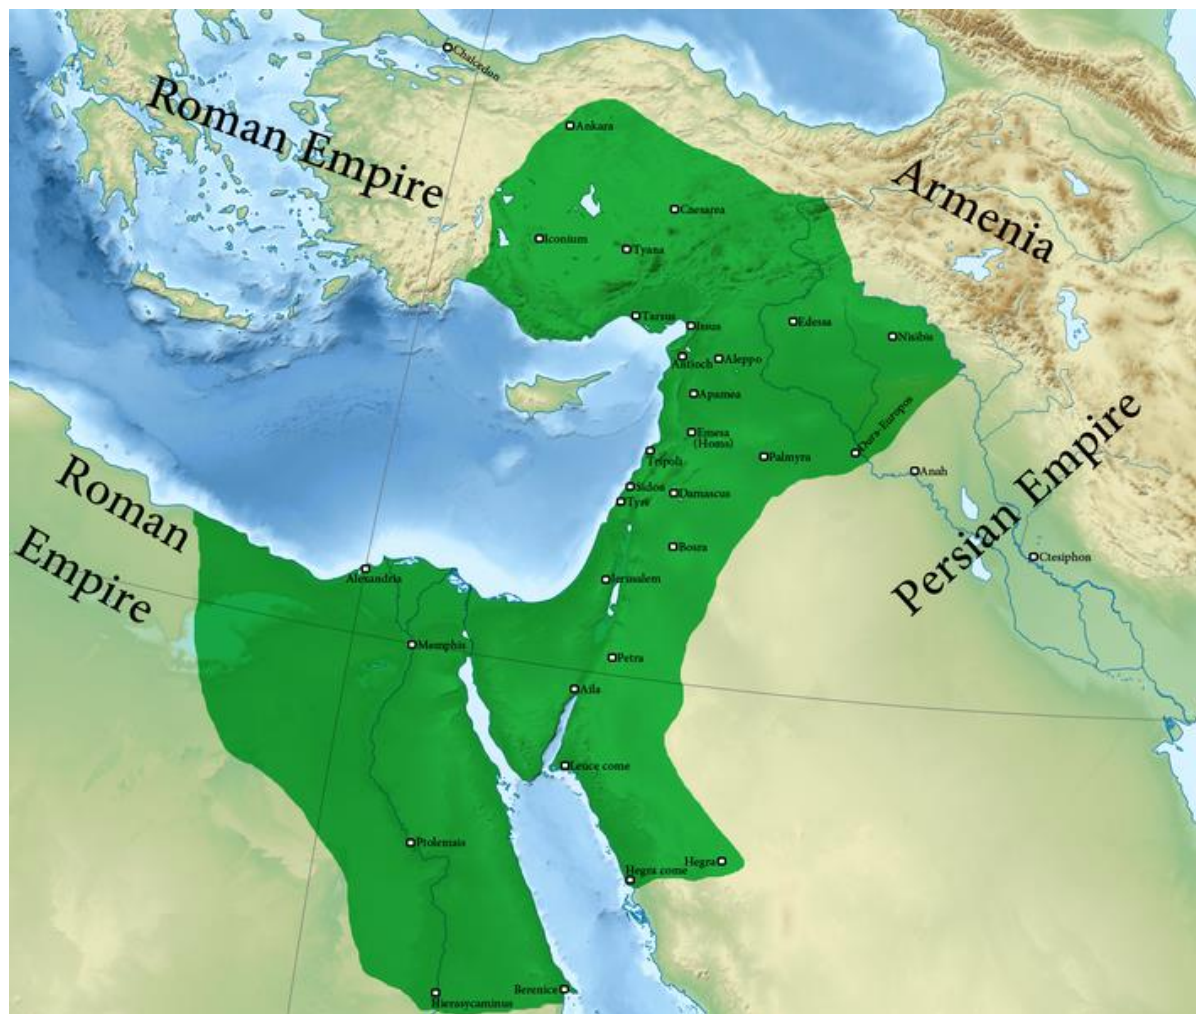 Chalcedon
Roman Empire
Ankara
Armenia
Caesarea
Iconium
Tyana
Tarsus
Issus
Edessa
Nisibis
Antioch
Aleppo
Apamea
Emesa
(Homs)
Dura-Europos
Tripoli
Palmyra
Anah
Persian Empire
Sidon
Damascus
Tyre
Roman
Empire
Bosra
Ctesiphon
Alexandria
Jerusalem
Memphis
Petra
Aila
Leuce come
Ptolemais
Hegra
Hegra come
Berenice
Hierasycaminus